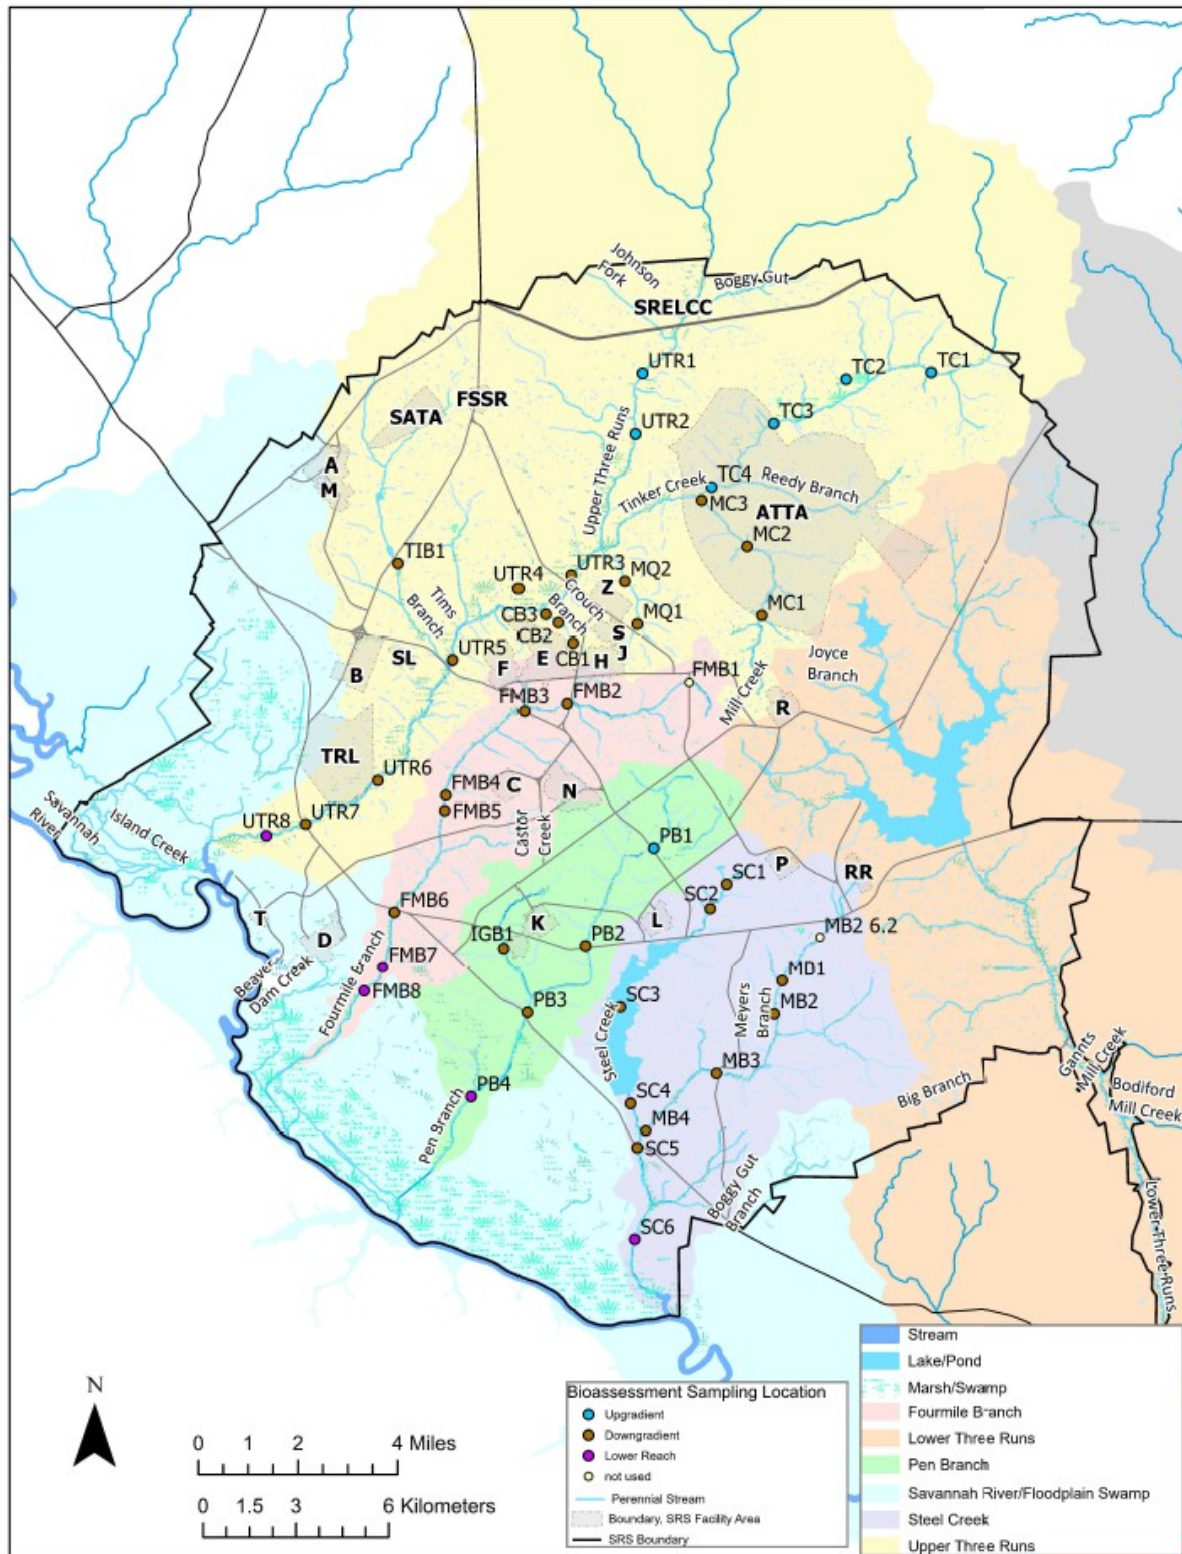 Johnson
Fork
Boggy Gut
SRELCC
UTR1
TC2
TC1
FSSR
SATA
UTR2
TC3
Upper Three Runs
A
M
TC4
Reedy Branch
Tinker Creek
MC3
ATTA
MC2
TIB1
UTR3
MQ2
UTR4
Z
Crouch
Branch
Tims
Branch
CB3
CB2
MQ1
MC1
S
J
SL
UTR5
E
CB1
H
Joyce
Branch
B
F
FMB1
Mill Creek
FMB3
FMB2
R
TRL
UTR6
FMB4
C
N
FMB5
Castor
Creek
Savannah
River
Island Creek
UTR8
UTR7
PB1
P
RR
SC1
SC2
FMB6
T
D
K
L
IGB1
PB2
MB2 6.2
Beaver
Dam Creek
FMB7
FMB8
Fourmile Branch
MD1
Meyers
Branch
MB2
SC3
PB3
Steel Creek
MB3
Gannts
Mill Creek
Big Branch
Bodiford
Mill Creek
PB4
Pen Branch
SC4
MB4
SC5
Boggy Gut
Branch
Lower Three Runs
SC6
N
0 1 2 4 Miles
0 1.5 3 6 Kilometers
Bioassessment Sampling Location
Upgradient
Downgradient
Lower Reach
not used
Perennial Stream
Boundary, SRS Facility Area
SRS Boundary
Stream
Lake/Pond
Marsh/Swamp
Fourmile Branch
Lower Three Runs
Pen Branch
Savannah River/Floodplain Swamp
Steel Creek
Upper Three Runs